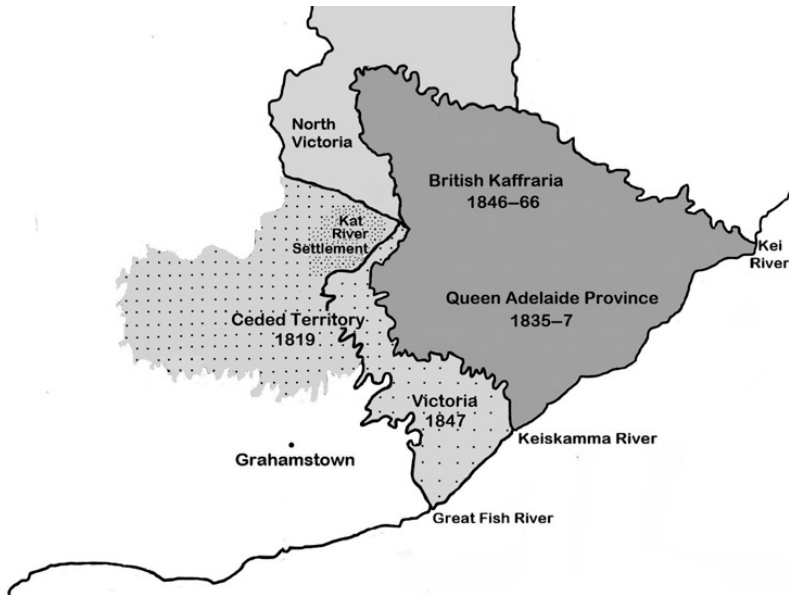 North
Victoria
British Kaffraria
1846–66
Kat
River
Settlement
Kei
River
Queen Adelaide Province
1835–7
Ceded Territory
1819
Victoria
1847
Keiskamma River
Grahamstown
Great Fish River